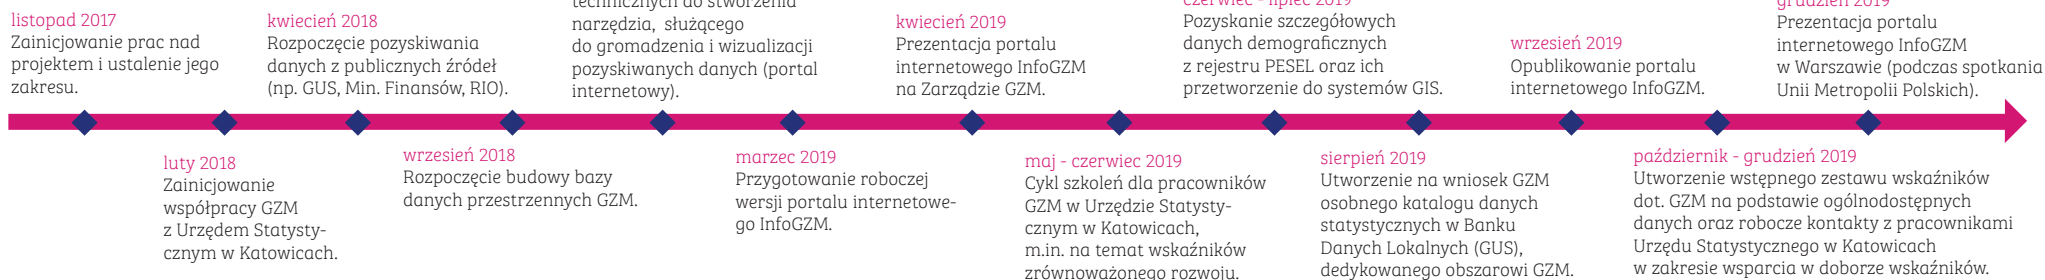 listopad 2017
Zainicjowanie prac nad
projektem i ustalenie jego
zakresu.
luty 2018
Zainicjowanie
współpracy GZM
z Urzędem Statysty-
cznym w Katowicach.
kwiecień 2018
Rozpoczęcie pozyskiwania
danych z publicznych źródeł
(np. GUS, Min. Finansów, RIO).
wrzesień 2018
Rozpoczęcie budowy bazy
danych przestrzennych GZM.
technicznych do stworzenia
narzędzia, służącego
do gromadzenia i wizualizacji
pozyskiwanych danych (portal
internetowy).
marzec 2019
Przygotowanie roboczej
wersji portalu internetowe-
go InfoGZM.
kwiecień 2019
Prezentacja portalu
internetowego InfoGZM
na Zarządzie GZM.
maj - czerwiec 2019
Cykl szkoleń dla pracowników
GZM w Urzędzie Statysty-
cznym w Katowicach,
m.in. na temat wskaźników
zrównoważonego rozwoju.
czerwiec - lipiec 2019
Pozyskanie szczegółowych
danych demograficznych
z rejestru PESEL oraz ich
przetworzenie do systemów GIS.
sierpień 2019
Utworzenie na wniosek GZM
osobnego katalogu danych
statystycznych w Banku
Danych Lokalnych (GUS),
dedykowanego obszarowi GZM.
wrzesień 2019
Opublikowanie portalu
internetowego InfoGZM.
październik - grudzień 2019
Utworzenie wstępnego zestawu wskaźników
dot. GZM na podstawie ogólnodostępnych
danych oraz robocze kontakty z pracownikami
Urzędu Statystycznego w Katowicach
w zakresie wsparcia w doborze wskaźników.
grudzień 2019
Prezentacja portalu
internetowego InfoGZM
w Warszawie (podczas spotkania
Unii Metropolii Polskich).